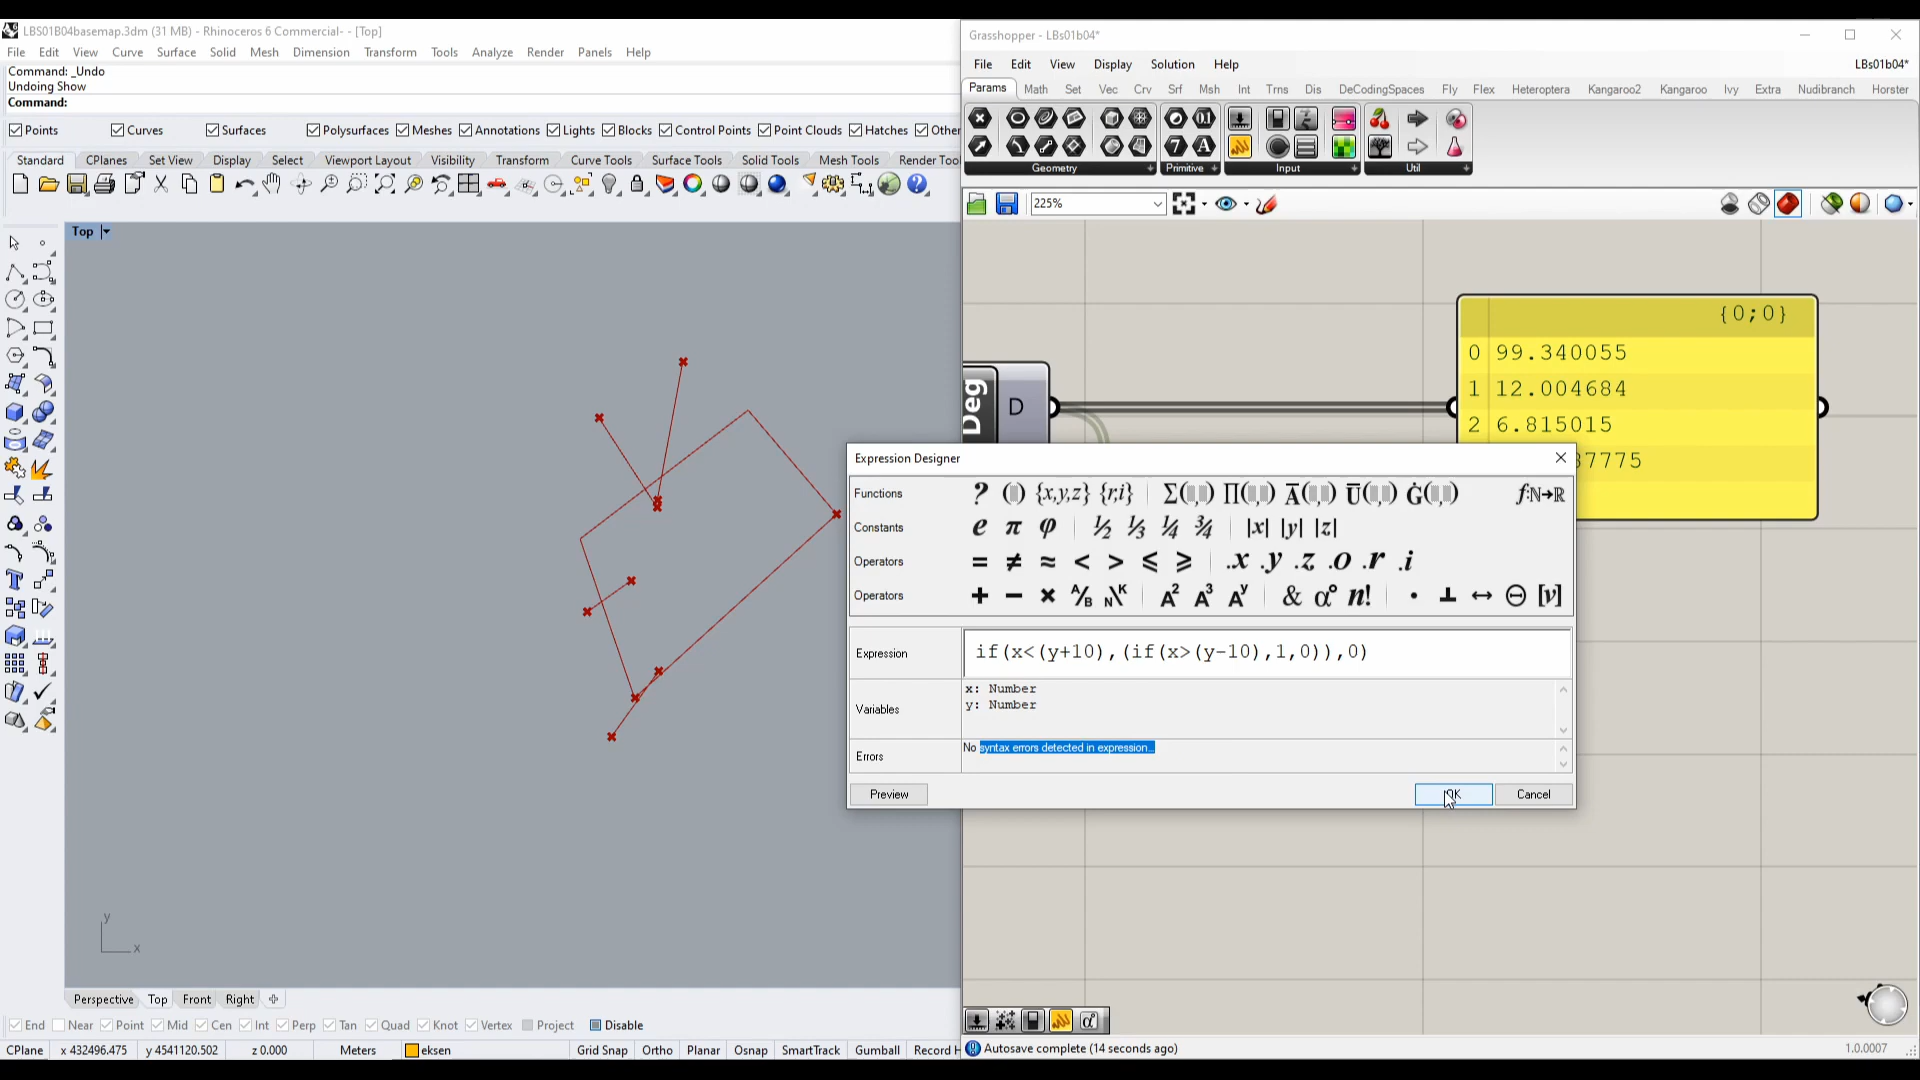 LBS01B04basemap.3dm (31 MB) - Rhinoceros 6 Commercial- - [Top]
File Edit View Curve Surface Solid Mesh Dimension Transform Tools Analyze Render Panels Help
Command: _Undo
Undoing Show
Command:
Points Curves Surfaces Polysurfaces Meshes Annotations Lights Blocks Control Points Point Clouds Hatches Other
Standard CPlanes Set View Display Select Viewport Layout Visibility Transform Curve Tools Surface Tools Solid Tools Mesh Tools Render Too
Top
y
x
Perspective Top Front Right
End Near Point Mid Cen Int Perp Tan Quad Knot Vertex Project Disable
CPlane x 432496.475 y 4541120.502 z 0.000 Meters eksen Grid Snap Ortho Planar Osnap SmartTrack Gumball Record H
Grasshopper - LBs01b04*
File Edit View Display Solution Help LBs01b04*
Params Math Set Vec Crv Srf Msh Int Trns Dis DeCodingSpaces Fly Flex Heteroptera Kangaroo2 Kangaroo Ivy Extra Nudibranch Horster
Geometry Primitive Input Util
225%
{0;0}
0 99.340055
1 12.004684
2 6.815015
37775
Deg D
Expression Designer
Functions ? () {x,y,z} {r;i} Σ(,) Π(,) A̅(,) U̅(,) Ġ(,) f:N→R
Constants e π φ ½ ⅓ ¼ ¾ |x| |y| |z|
Operators = ≠ ≈ < > ≤ ≥ .x .y .z .o .r .i
Operators + − × A/B N\K A² A³ Aʸ & α° n! · ⊥ ↔ Θ [v]
Expression if(x<(y+10),(if(x>(y-10),1,0)),0)
Variables
x: Number
y: Number
Errors No syntax errors detected in expression...
Preview OK Cancel
Autosave complete (14 seconds ago) 1.0.0007